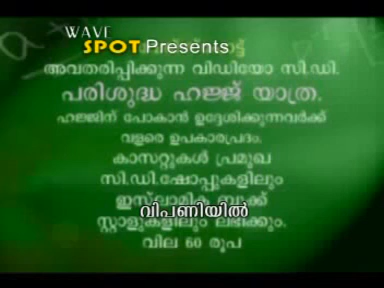 WAVE
SPOT Presents
അവതരിപ്പിക്കുന്ന വിഡിയോ സി.ഡി.
പരിശുദ്ധ ഹജ്ജ് യാത്ര.
ഹജ്ജിന് പോകാൻ ഉദ്ദേശിക്കുന്നവർക്ക്
വളരെ ഉപകാരപ്രദം.
കാസറ്റുകൾ പ്രമുഖ
സി.ഡി.ഷോപ്പുകളിലും
ഇസ്‌ലാമിക ബുക്ക്
വിപണിയിൽ
സ്റ്റാളുകളിലും ലഭിക്കും.
വില 60 രൂപ